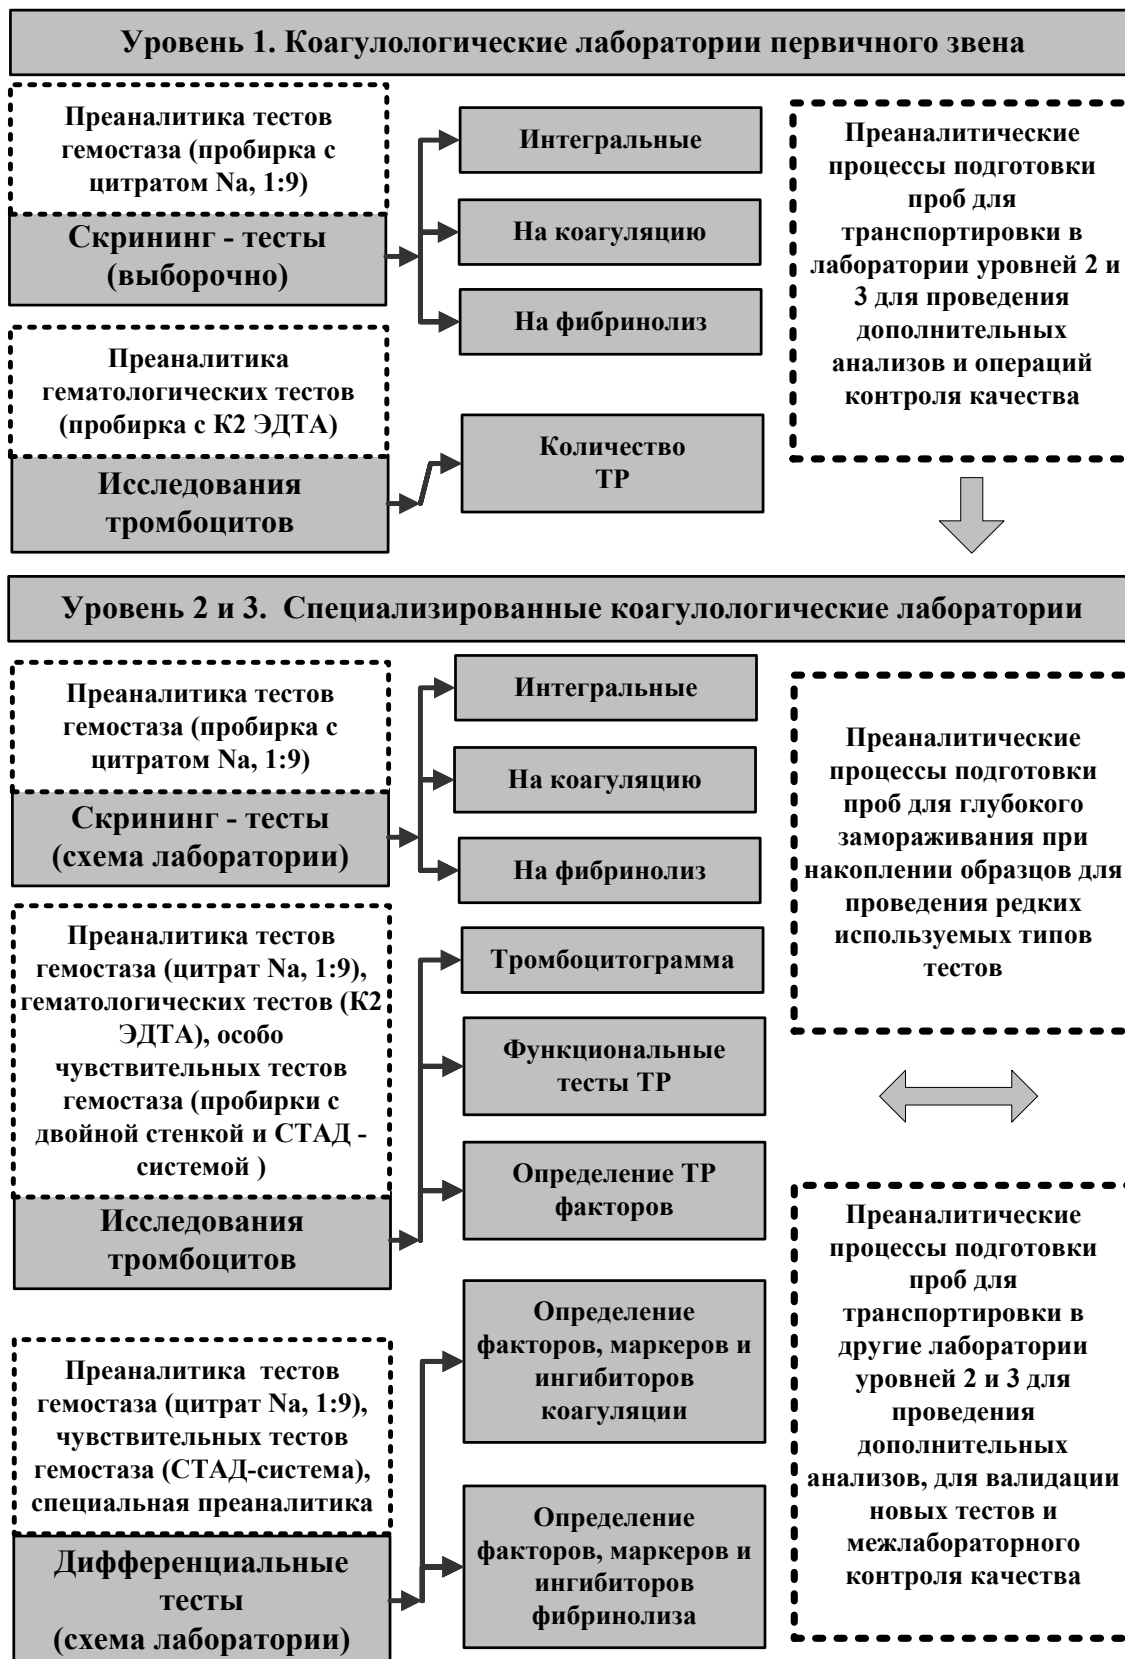 Уровень 1. Коагулологические лаборатории первичного звена
Преаналитика тестов
гемостаза (пробирка с
цитратом Na, 1:9)
Скрининг - тесты
(выборочно)
Интегральные
На коагуляцию
На фибринолиз
Преаналитика
гематологических тестов
(пробирка с К2 ЭДТА)
Исследования
тромбоцитов
Количество
ТР
Преаналитические
процессы подготовки
проб для
транспортировки в
лаборатории уровней 2 и
3 для проведения
дополнительных
анализов и операций
контроля качества
Уровень 2 и 3. Специализированные коагулологические лаборатории
Преаналитика тестов
гемостаза (пробирка с
цитратом Na, 1:9)
Скрининг - тесты
(схема лаборатории)
Интегральные
На коагуляцию
На фибринолиз
Преаналитика тестов
гемостаза (цитрат Na, 1:9),
гематологических тестов (К2
ЭДТА), особо
чувствительных тестов
гемостаза (пробирки с
двойной стенкой и СТАД -
системой )
Исследования
тромбоцитов
Тромбоцитограмма
Функциональные
тесты ТР
Определение ТР
факторов
Преаналитика тестов
гемостаза (цитрат Na, 1:9),
чувствительных тестов
гемостаза (СТАД-система),
специальная преаналитика
Дифференциальные
тесты
(схема лаборатории)
Определение
факторов, маркеров и
ингибиторов
коагуляции
Определение
факторов, маркеров и
ингибиторов
фибринолиза
Преаналитические
процессы подготовки
проб для глубокого
замораживания при
накоплении образцов для
проведения редких
используемых типов
тестов
Преаналитические
процессы подготовки
проб для
транспортировки в
другие лаборатории
уровней 2 и 3 для
проведения
дополнительных
анализов, для валидации
новых тестов и
межлабораторного
контроля качества